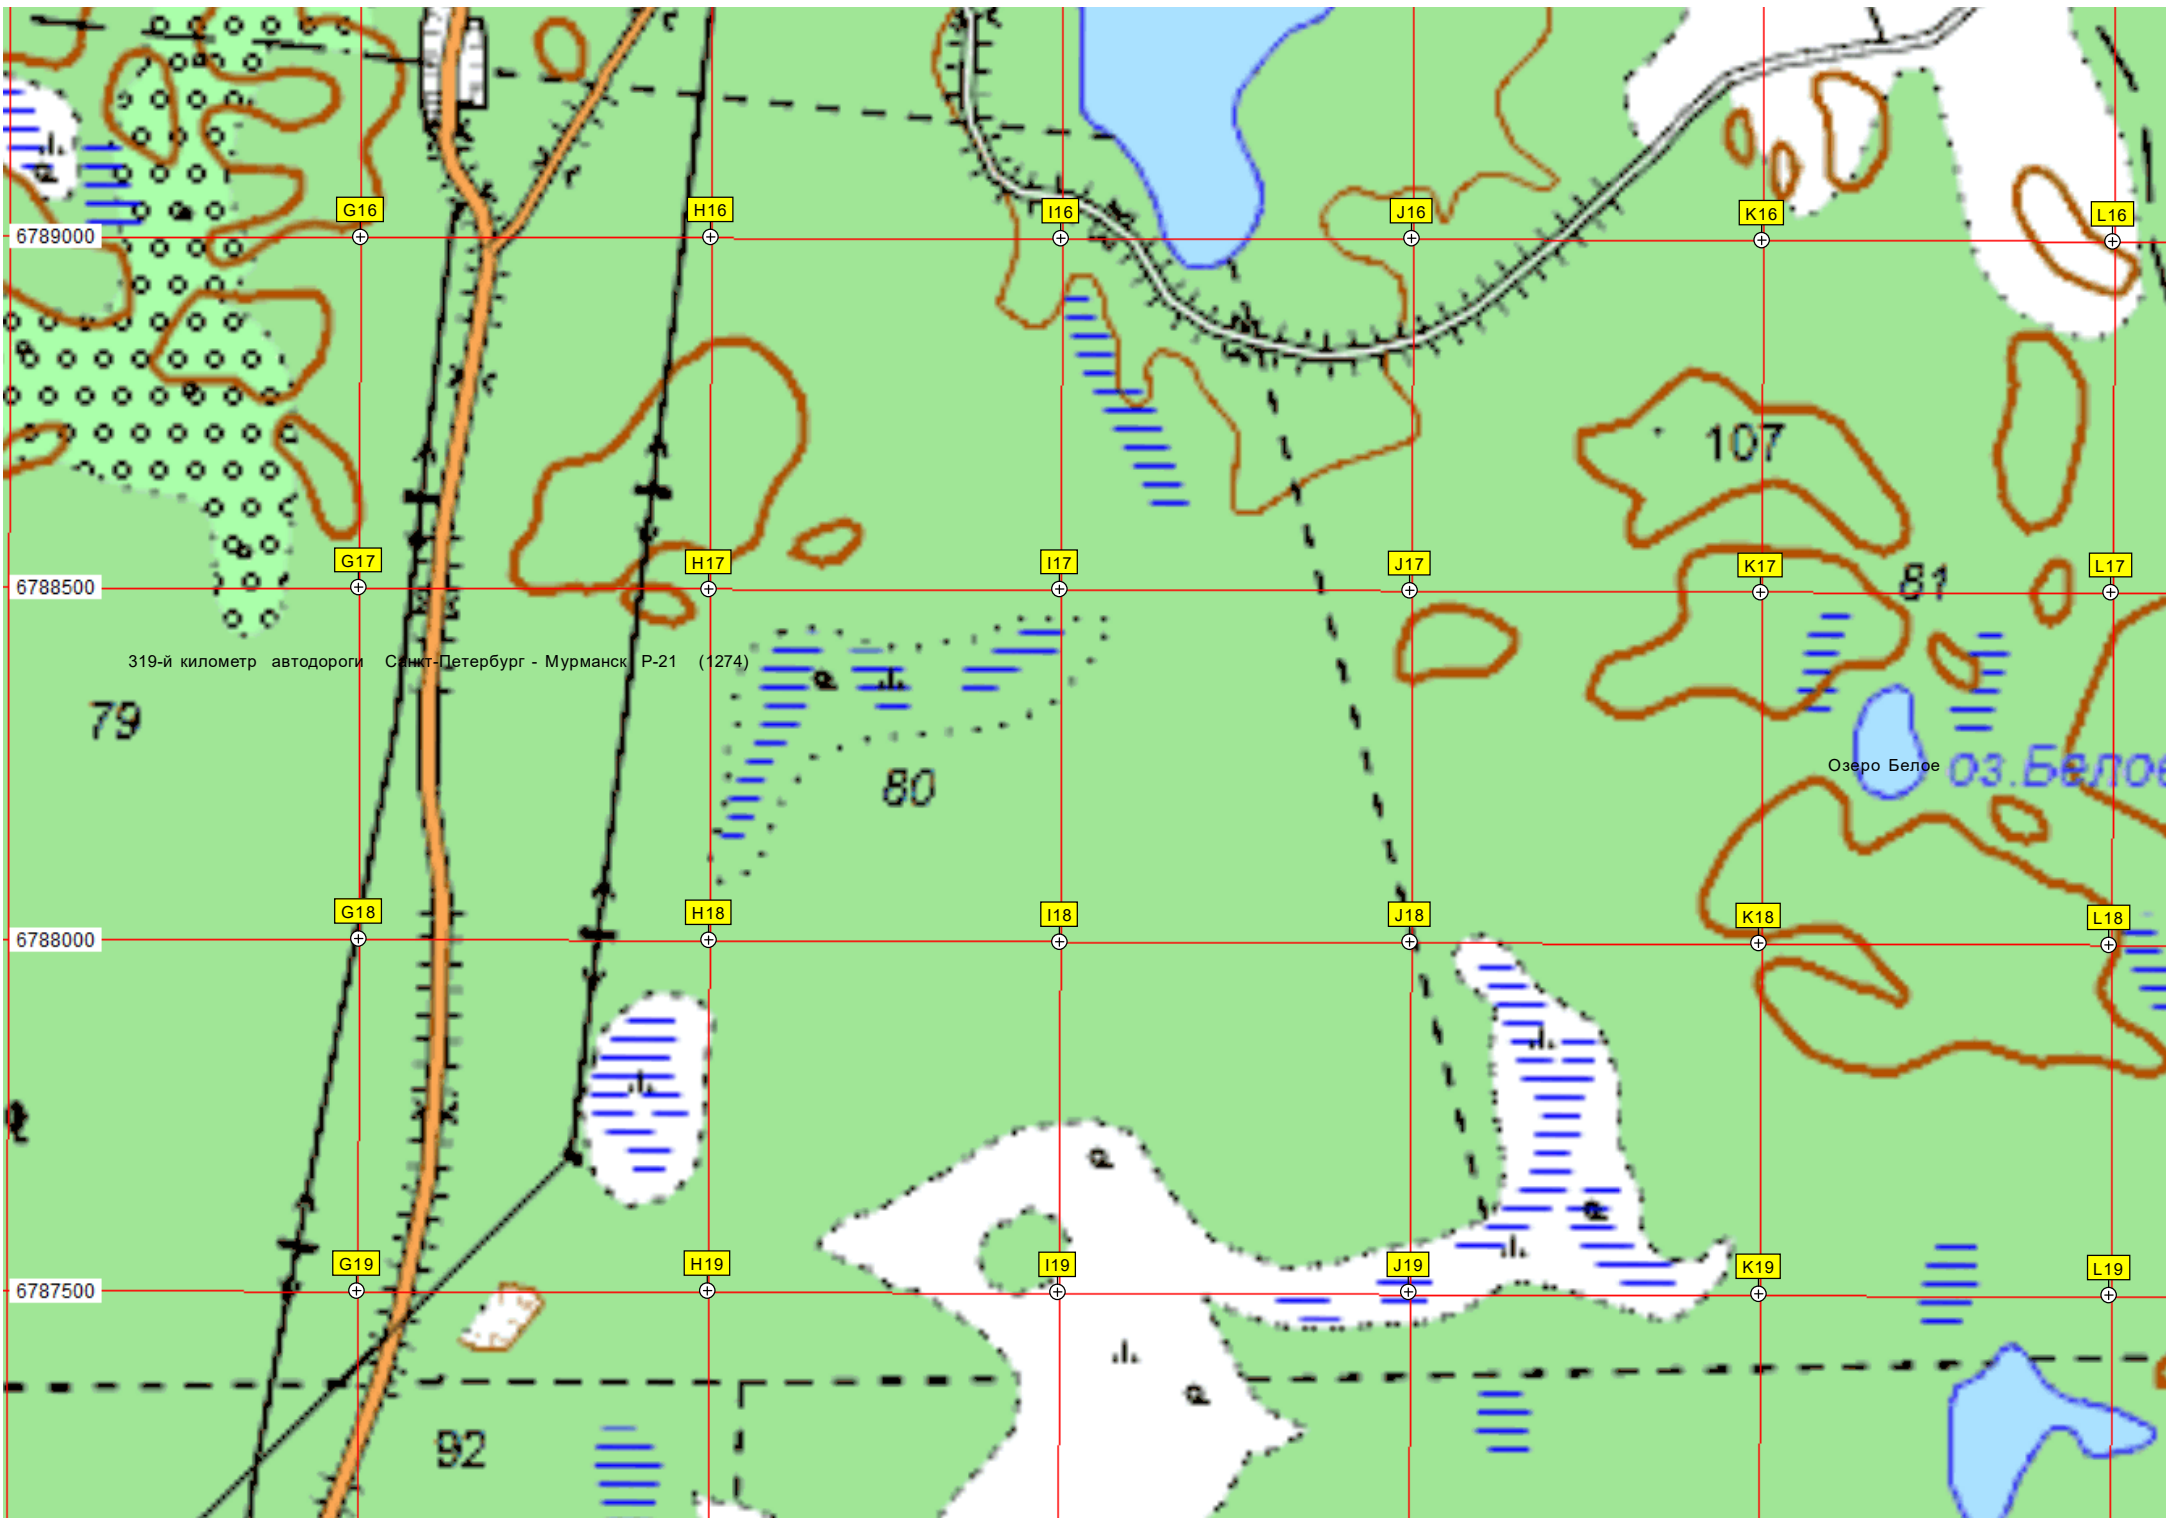 G16 H16 I16 J16 K16 L16
6789000
107
G17 H17 I17 J17 K17 L17
6788500
81
319-й километр автодороги Санкт-Петербург - Мурманск Р-21 (1274)
79
80
Озеро Белое оз.Белое
G18 H18 I18 J18 K18 L18
6788000
G19 H19 I19 J19 K19 L19
6787500
92